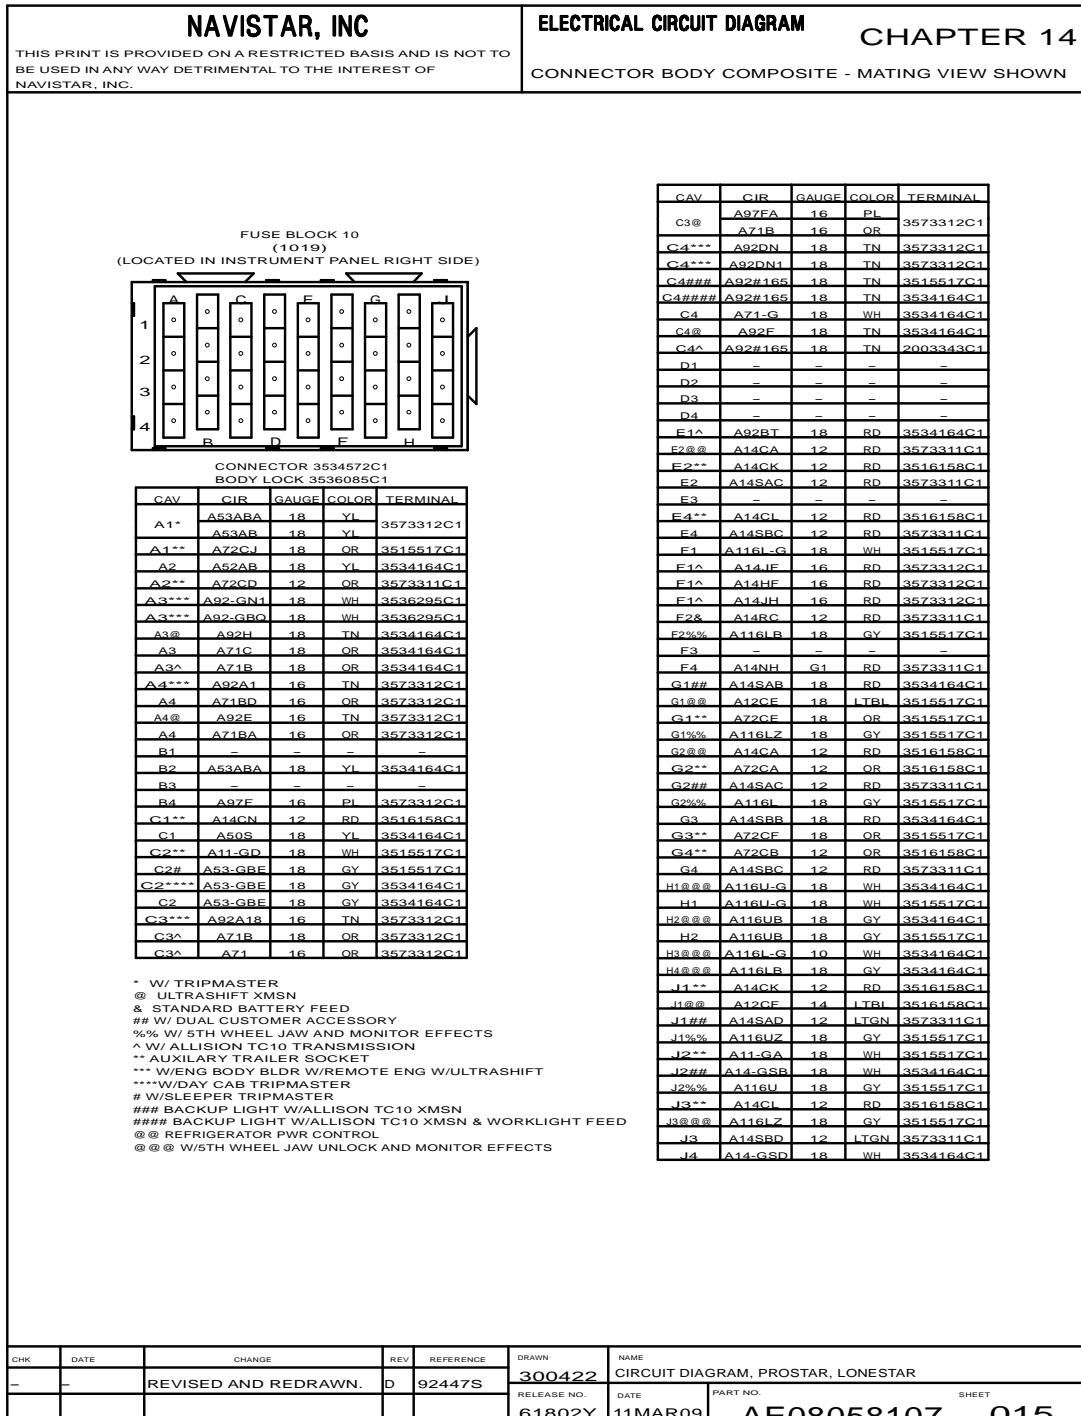 NAVISTAR, INC
THIS PRINT IS PROVIDED ON A RESTRICTED BASIS AND IS NOT TO
BE USED IN ANY WAY DETRIMENTAL TO THE INTEREST OF
NAVISTAR, INC.
ELECTRICAL CIRCUIT DIAGRAM
CHAPTER 14
CONNECTOR BODY COMPOSITE - MATING VIEW SHOWN
FUSE BLOCK 10
(1019)
(LOCATED IN INSTRUMENT PANEL RIGHT SIDE)
A C E G J
1
2
3
4
B D F H
CONNECTOR 3534572C1
BODY LOCK 3536085C1
CAV CIR GAUGE COLOR TERMINAL
A1* A53ABA 18 YL 3573312C1
A53AB 18 YL
A1** A72CJ 18 OR 3515517C1
A2 A52AB 18 YL 3534164C1
A2** A72CD 12 OR 3573311C1
A3*** A92-GN1 18 WH 3536295C1
A3*** A92-GBO 18 WH 3536295C1
A3@ A92H 18 TN 3534164C1
A3 A71C 18 OR 3534164C1
A3^ A71B 18 OR 3534164C1
A4*** A92A1 16 TN 3573312C1
A4 A71BD 16 OR 3573312C1
A4@ A92E 16 TN 3573312C1
A4 A71BA 16 OR 3573312C1
B1 – – – –
B2 A53ABA 18 YL 3534164C1
B3 – – – –
B4 A97F 16 PL 3573312C1
C1** A14CN 12 RD 3516158C1
C1 A50S 18 YL 3534164C1
C2** A11-GD 18 WH 3515517C1
C2# A53-GBE 18 GY 3515517C1
C2**** A53-GBE 18 GY 3534164C1
C2 A53-GBE 18 GY 3534164C1
C3*** A92A18 16 TN 3573312C1
C3^ A71B 18 OR 3573312C1
C3^ A71 16 OR 3573312C1
* W/ TRIPMASTER
@ ULTRASHIFT XMSN
& STANDARD BATTERY FEED
## W/ DUAL CUSTOMER ACCESSORY
%% W/ 5TH WHEEL JAW AND MONITOR EFFECTS
^ W/ ALLISION TC10 TRANSMISSION
** AUXILARY TRAILER SOCKET
*** W/ENG BODY BLDR W/REMOTE ENG W/ULTRASHIFT
****W/DAY CAB TRIPMASTER
# W/SLEEPER TRIPMASTER
### BACKUP LIGHT W/ALLISON TC10 XMSN
#### BACKUP LIGHT W/ALLISON TC10 XMSN & WORKLIGHT FEED
@@ REFRIGERATOR PWR CONTROL
@@@ W/5TH WHEEL JAW UNLOCK AND MONITOR EFFECTS
CAV CIR GAUGE COLOR TERMINAL
C3@ A97FA 16 PL 3573312C1
A71B 16 OR
C4*** A92DN 18 TN 3573312C1
C4*** A92DN1 18 TN 3573312C1
C4### A92#165 18 TN 3515517C1
C4#### A92#165 18 TN 3534164C1
C4 A71-G 18 WH 3534164C1
C4@ A92F 18 TN 3534164C1
C4^ A92#165 18 TN 2003343C1
D1 – – – –
D2 – – – –
D3 – – – –
D4 – – – –
E1^ A92BT 18 RD 3534164C1
E2@@ A14CA 12 RD 3573311C1
E2** A14CK 12 RD 3516158C1
E2 A14SAC 12 RD 3573311C1
E3 – – – –
E4** A14CL 12 RD 3516158C1
E4 A14SBC 12 RD 3573311C1
F1 A116L-G 18 WH 3515517C1
F1^ A14JF 16 RD 3573312C1
F1^ A14HF 16 RD 3573312C1
F1^ A14JH 16 RD 3573312C1
F2& A14RC 12 RD 3573311C1
F2%% A116LB 18 GY 3515517C1
F3 – – – –
F4 A14NH G1 RD 3573311C1
G1## A14SAB 18 RD 3534164C1
G1@@ A12CE 18 LTBL 3515517C1
G1** A72CE 18 OR 3515517C1
G1%% A116LZ 18 GY 3515517C1
G2@@ A14CA 12 RD 3516158C1
G2** A72CA 12 OR 3516158C1
G2## A14SAC 12 RD 3573311C1
G2%% A116L 18 GY 3515517C1
G3 A14SBB 18 RD 3534164C1
G3** A72CF 18 OR 3515517C1
G4** A72CB 12 OR 3516158C1
G4 A14SBC 12 RD 3573311C1
H1@@@ A116U-G 18 WH 3534164C1
H1 A116U-G 18 WH 3515517C1
H2@@@ A116UB 18 GY 3534164C1
H2 A116UB 18 GY 3515517C1
H3@@@ A116L-G 10 WH 3534164C1
H4@@@ A116LB 18 GY 3534164C1
J1** A14CK 12 RD 3516158C1
J1@@ A12CF 14 LTBL 3516158C1
J1## A14SAD 12 LTGN 3573311C1
J1%% A116UZ 18 GY 3515517C1
J2** A11-GA 18 WH 3515517C1
J2## A14-GSB 18 WH 3534164C1
J2%% A116U 18 GY 3515517C1
J3** A14CL 12 RD 3516158C1
J3@@@ A116LZ 18 GY 3515517C1
J3 A14SBD 12 LTGN 3573311C1
J4 A14-GSD 18 WH 3534164C1
CHK DATE CHANGE REV REFERENCE
– – REVISED AND REDRAWN. D 92447S
DRAWN
300422
NAME
CIRCUIT DIAGRAM, PROSTAR, LONESTAR
RELEASE NO.
61802Y
DATE
11MAR09
PART NO.
AE08058107
SHEET
015